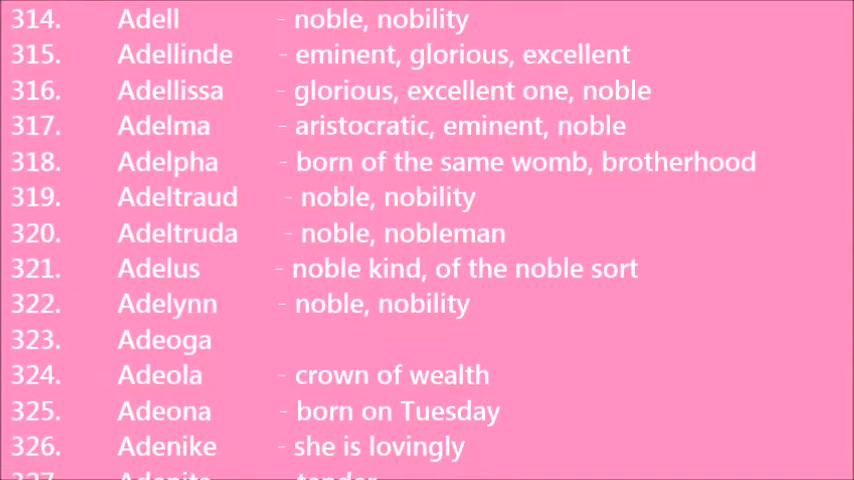 314. Adell - noble, nobility
315. Adellinde - eminent, glorious, excellent
316. Adellissa - glorious, excellent one, noble
317. Adelma - aristocratic, eminent, noble
318. Adelpha - born of the same womb, brotherhood
319. Adeltraud - noble, nobility
320. Adeltruda - noble, nobleman
321. Adelus - noble kind, of the noble sort
322. Adelynn - noble, nobility
323. Adeoga
324. Adeola - crown of wealth
325. Adeona - born on Tuesday
326. Adenike - she is lovingly
327. tender